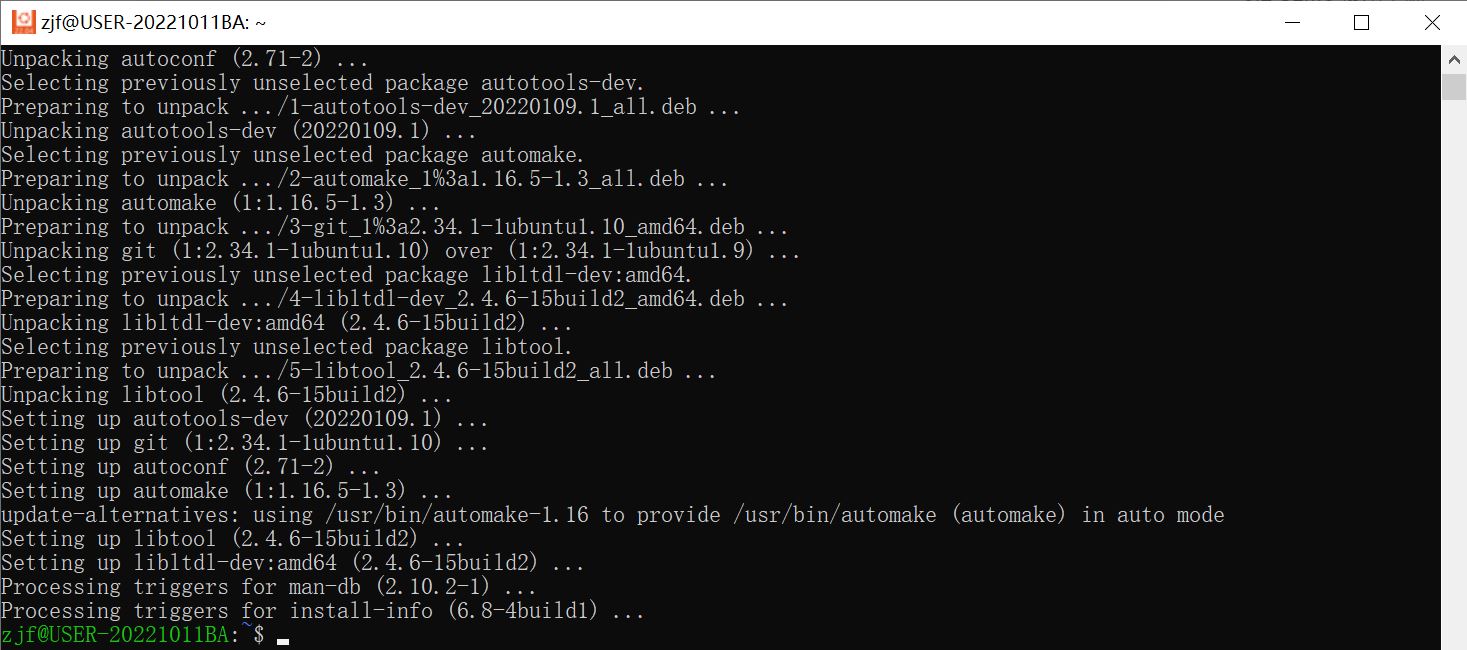 zjf@USER-20221011BA: ~
Unpacking autoconf (2.71-2) ...
Selecting previously unselected package autotools-dev.
Preparing to unpack .../1-autotools-dev_20220109.1_all.deb ...
Unpacking autotools-dev (20220109.1) ...
Selecting previously unselected package automake.
Preparing to unpack .../2-automake_1%3a1.16.5-1.3_all.deb ...
Unpacking automake (1:1.16.5-1.3) ...
Preparing to unpack .../3-git_1%3a2.34.1-1ubuntu1.10_amd64.deb ...
Unpacking git (1:2.34.1-1ubuntu1.10) over (1:2.34.1-1ubuntu1.9) ...
Selecting previously unselected package libltdl-dev:amd64.
Preparing to unpack .../4-libltdl-dev_2.4.6-15build2_amd64.deb ...
Unpacking libltdl-dev:amd64 (2.4.6-15build2) ...
Selecting previously unselected package libtool.
Preparing to unpack .../5-libtool_2.4.6-15build2_all.deb ...
Unpacking libtool (2.4.6-15build2) ...
Setting up autotools-dev (20220109.1) ...
Setting up git (1:2.34.1-1ubuntu1.10) ...
Setting up autoconf (2.71-2) ...
Setting up automake (1:1.16.5-1.3) ...
update-alternatives: using /usr/bin/automake-1.16 to provide /usr/bin/automake (automake) in auto mode
Setting up libtool (2.4.6-15build2) ...
Setting up libltdl-dev:amd64 (2.4.6-15build2) ...
Processing triggers for man-db (2.10.2-1) ...
Processing triggers for install-info (6.8-4build1) ...
zjf@USER-20221011BA:~$